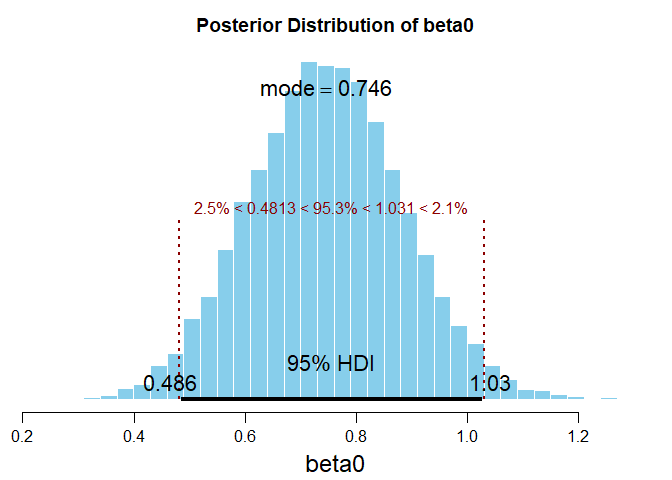 Posterior Distribution of beta0
mode = 0.746
2.5% < 0.4813 < 95.3% < 1.031 < 2.1%
95% HDI
0.486 1.03
0.2 0.4 0.6 0.8 1.0 1.2
beta0